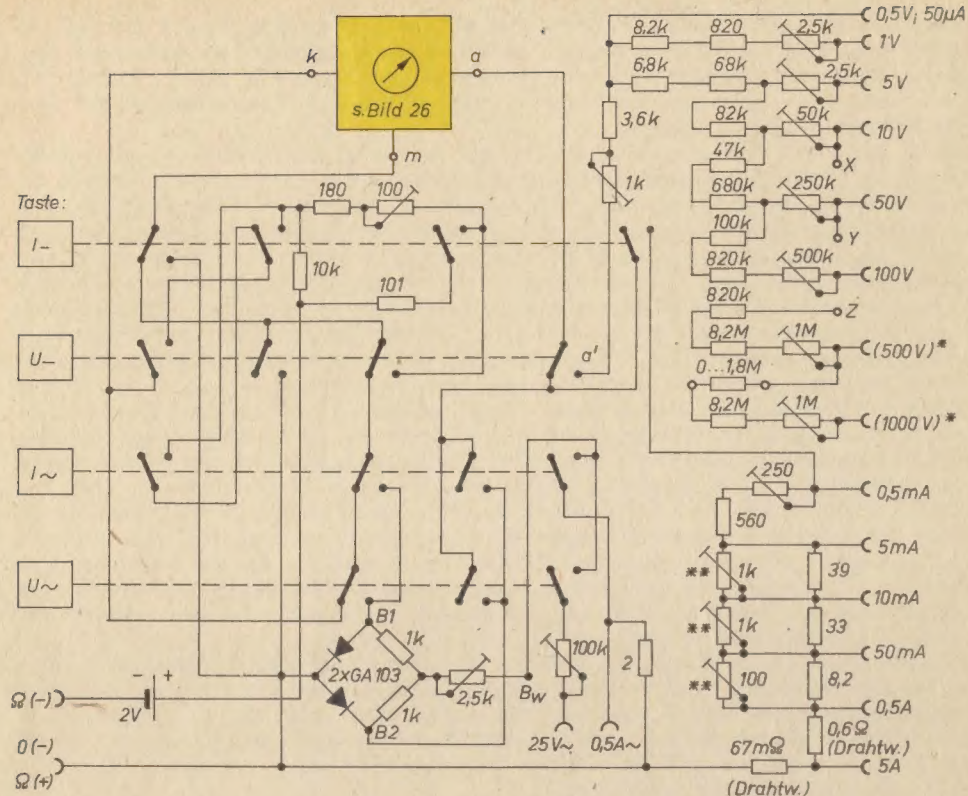 k
a
s. Bild 26
m
0,5V; 50µA
8,2k 820 2,5k 1V
6,8k 68k 2,5k 5V
3,6k 82k 50k 10V
47k X
1k 680k 250k 50V
100k Y
820k 500k 100V
820k Z
8,2M 1M (500V)*
0...1,8M
8,2M 1M (1000V)*
Taste:
180 100
I–
10k 101
U–
a'
I~
U~
250 0,5mA
560
5mA
** 1k 39
10mA
** 1k 33
50mA
** 100 8,2
0,5A
0,6Ω
(Drahtw.)
67mΩ
(Drahtw.)
5A
B1
1k
2xGA 103
1k
B2
2,5k
BW
100k
2
25V~ 0,5A~
– +
2V
Ω(–)
0(–)
Ω(+)